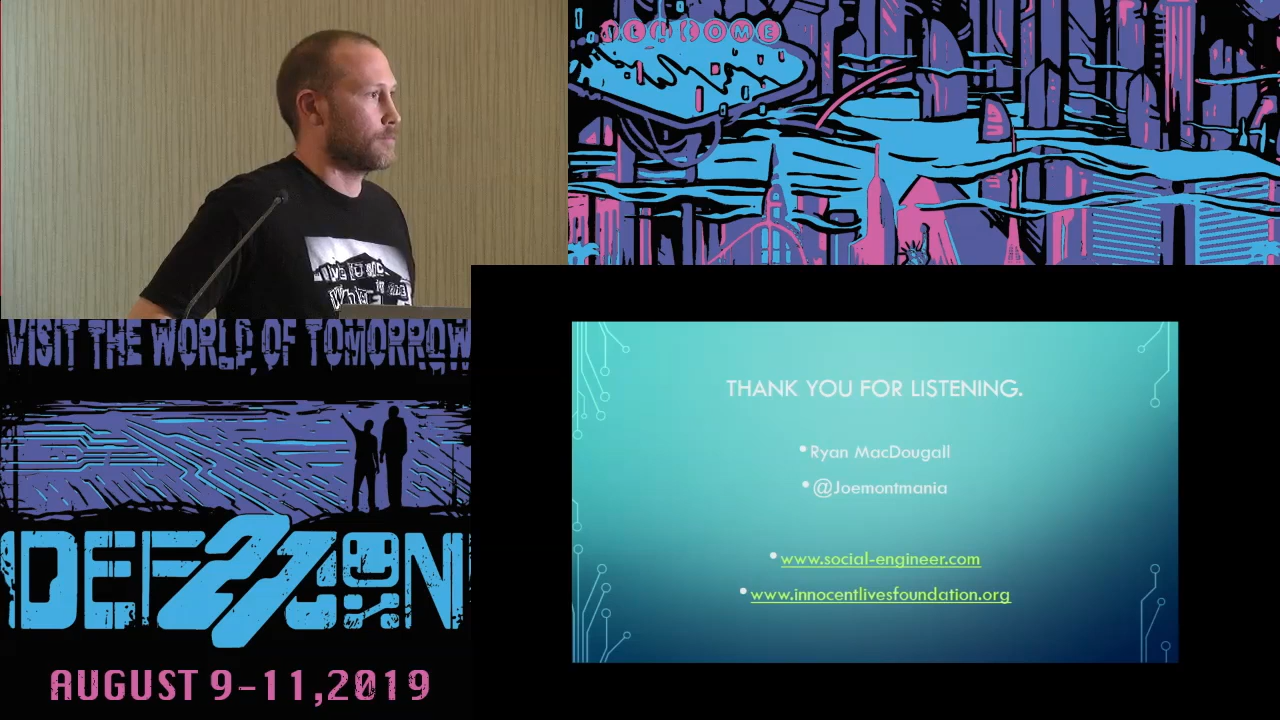 WELCOME
VISIT THE WORLD OF TOMORROW
DEF CON
27
AUGUST 9-11,2019
THANK YOU FOR LISTENING.
• Ryan MacDougall
• @Joemontmania
• www.social-engineer.com
• www.innocentlivesfoundation.org